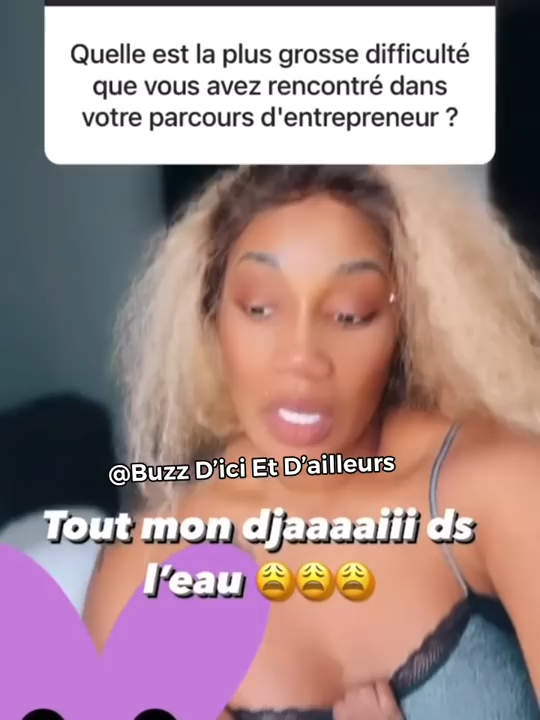 Quelle est la plus grosse difficulté
que vous avez rencontré dans
votre parcours d'entrepreneur ?
@Buzz D'ici Et D'ailleurs
Tout mon djaaaaiii ds
l'eau 😩😩😩